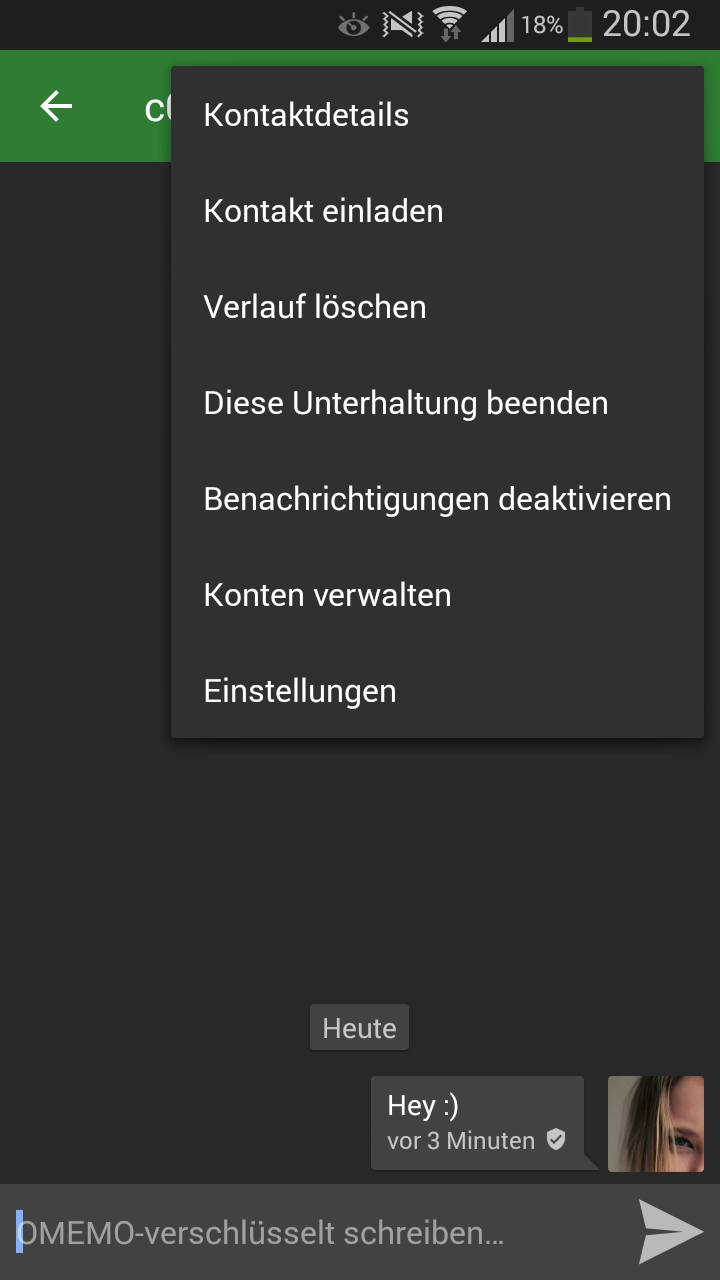 18% 20:02
Kontaktdetails
Kontakt einladen
Verlauf löschen
Diese Unterhaltung beenden
Benachrichtigungen deaktivieren
Konten verwalten
Einstellungen
Heute
Hey :)
vor 3 Minuten
OMEMO-verschlüsselt schreiben…